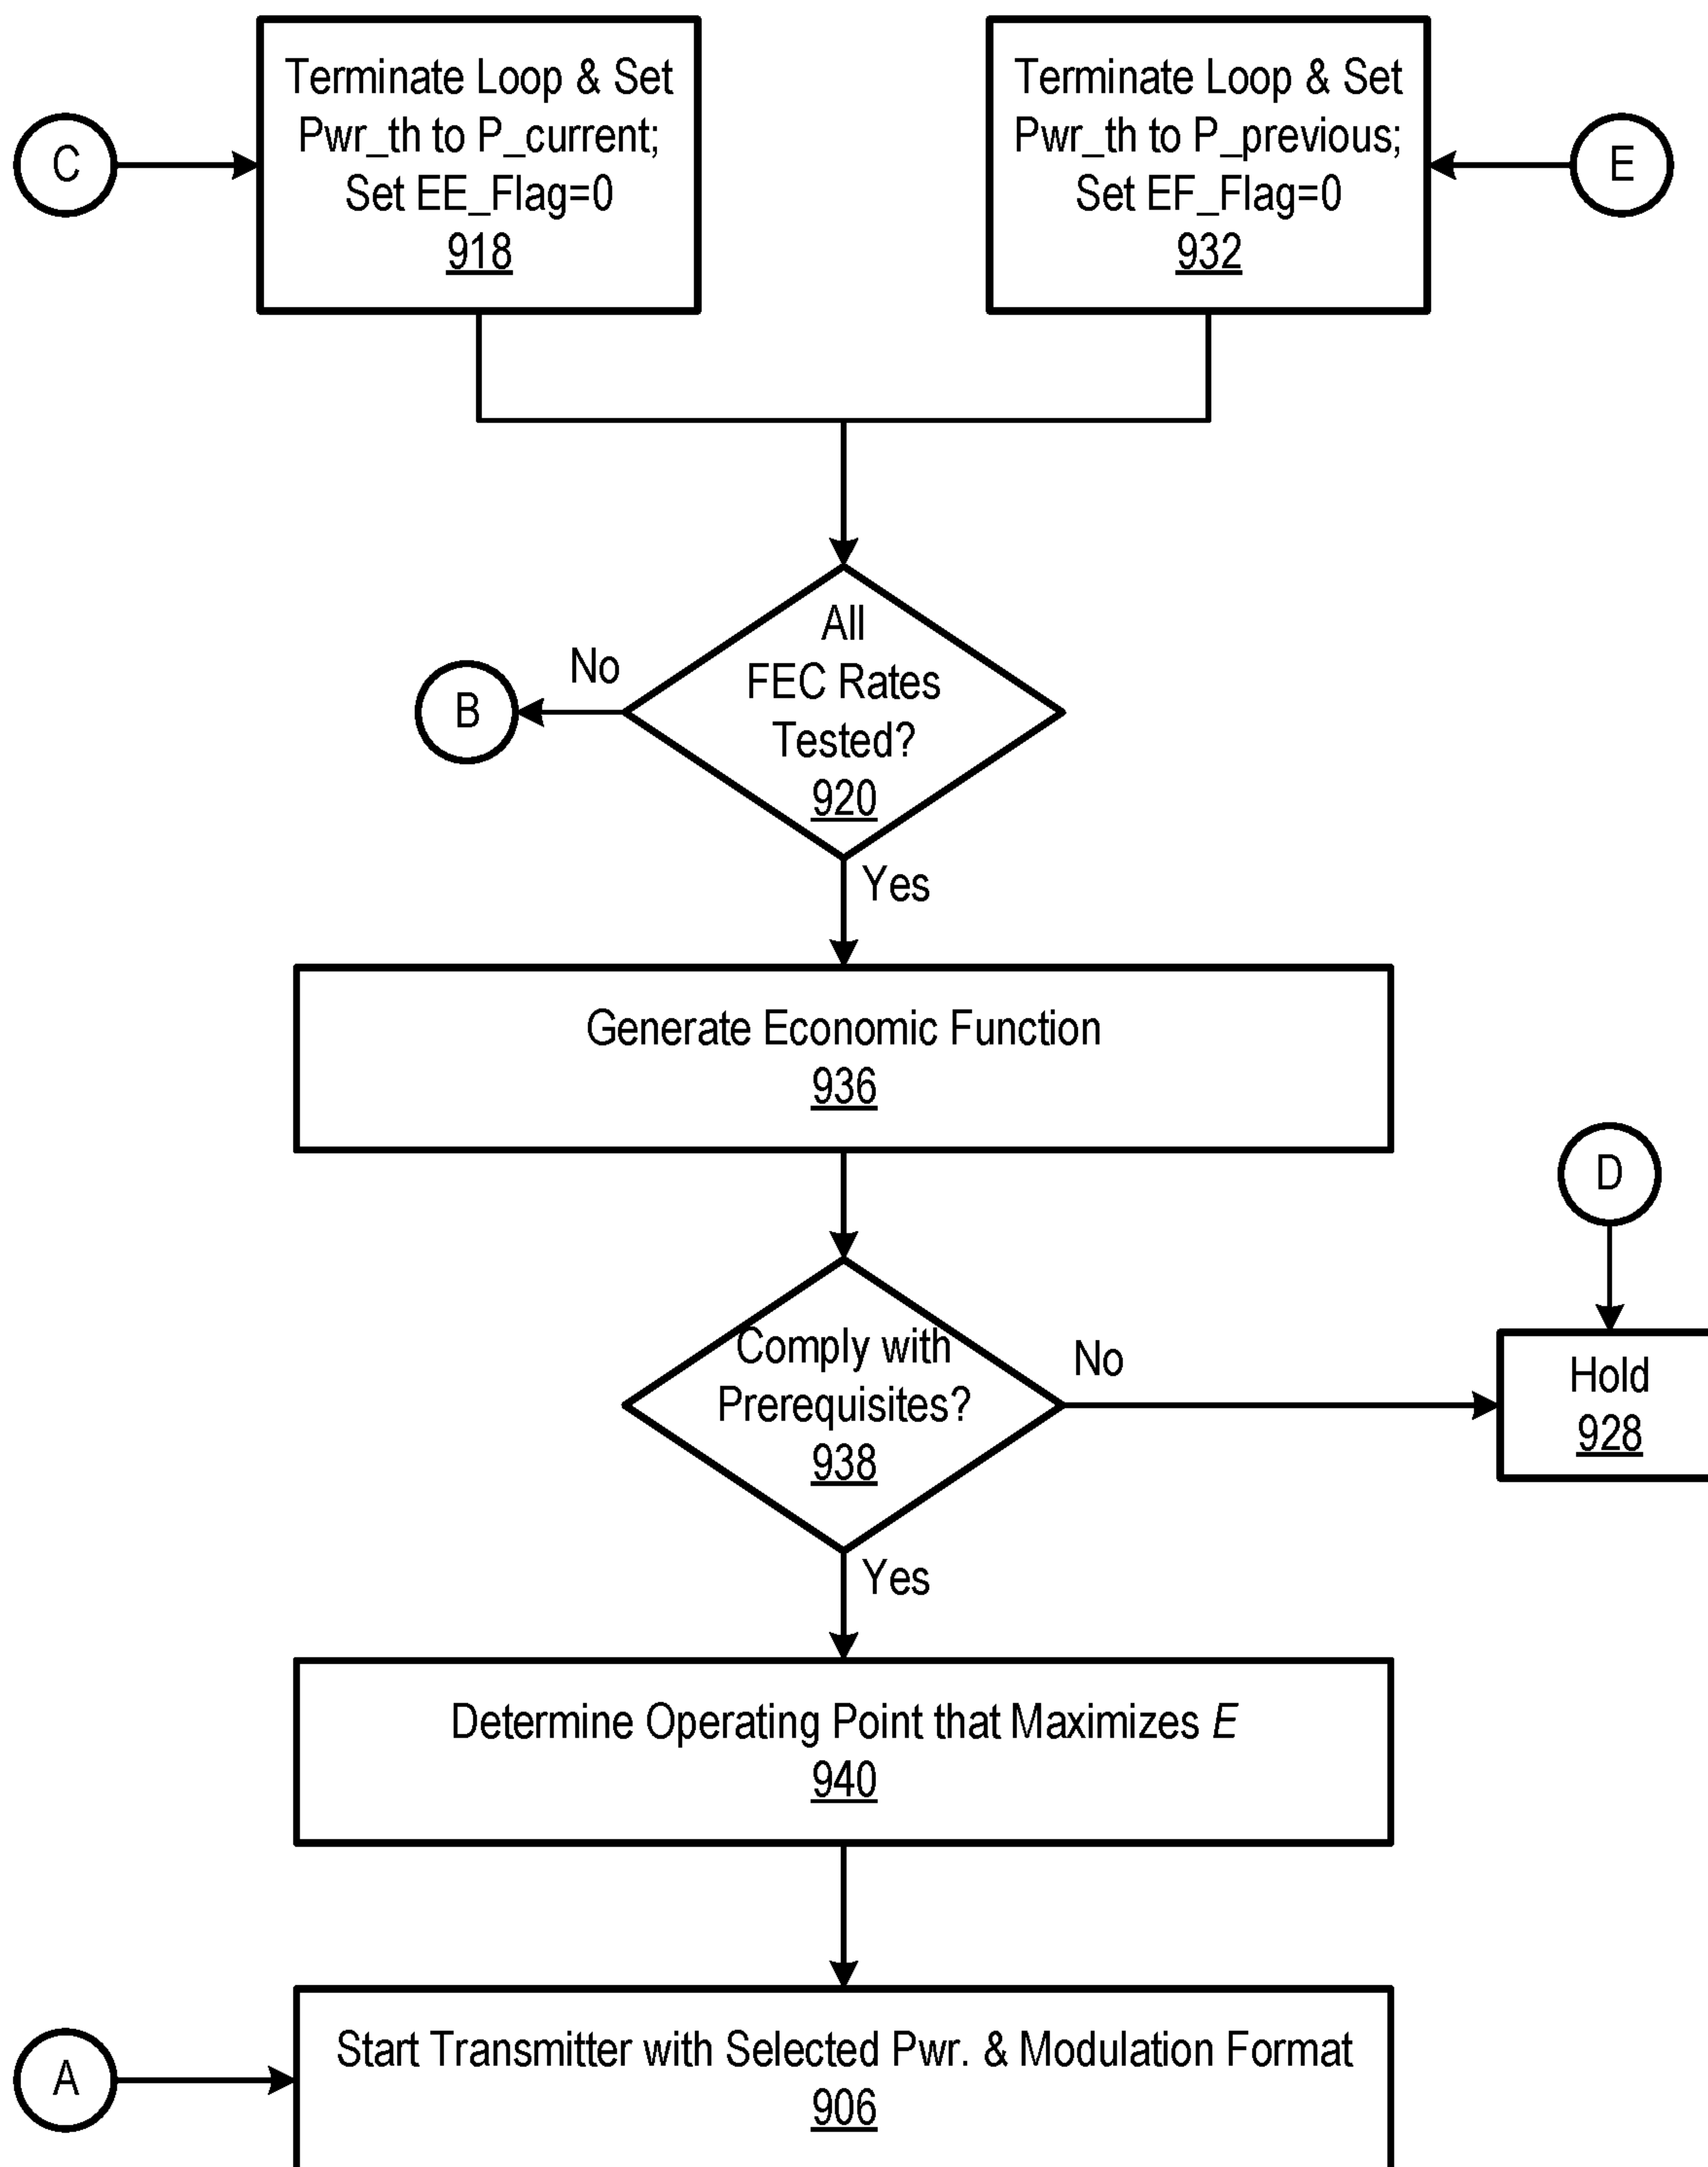 Terminate Loop & Set
Pwr_th to P_current;
Set EE_Flag=0
918
Terminate Loop & Set
Pwr_th to P_previous;
Set EF_Flag=0
932
C
E
All
FEC Rates
Tested?
920
No
B
Yes
Generate Economic Function
936
D
Comply with
Prerequisites?
938
No
Hold
928
Yes
Determine Operating Point that Maximizes E
940
A
Start Transmitter with Selected Pwr. & Modulation Format
906